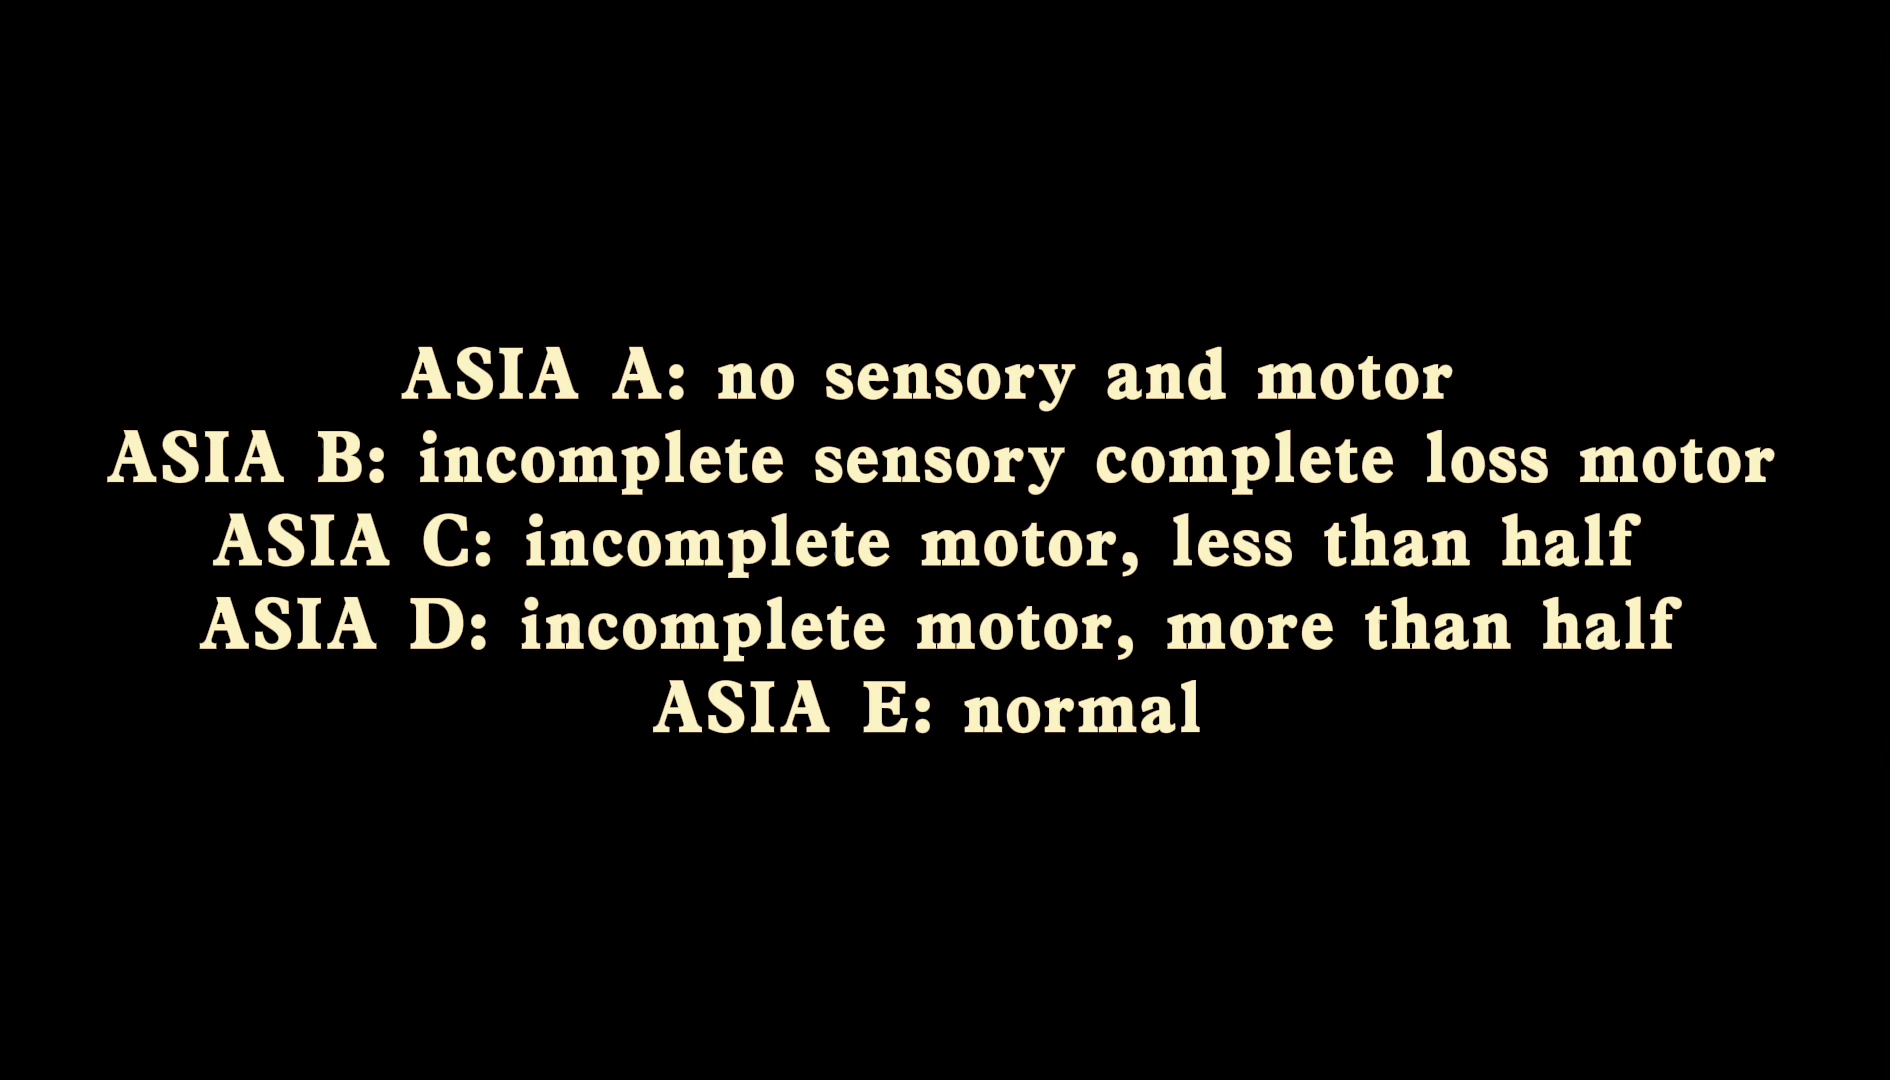 ASIA A: no sensory and motor
ASIA B: incomplete sensory complete loss motor
ASIA C: incomplete motor, less than half
ASIA D: incomplete motor, more than half
ASIA E: normal